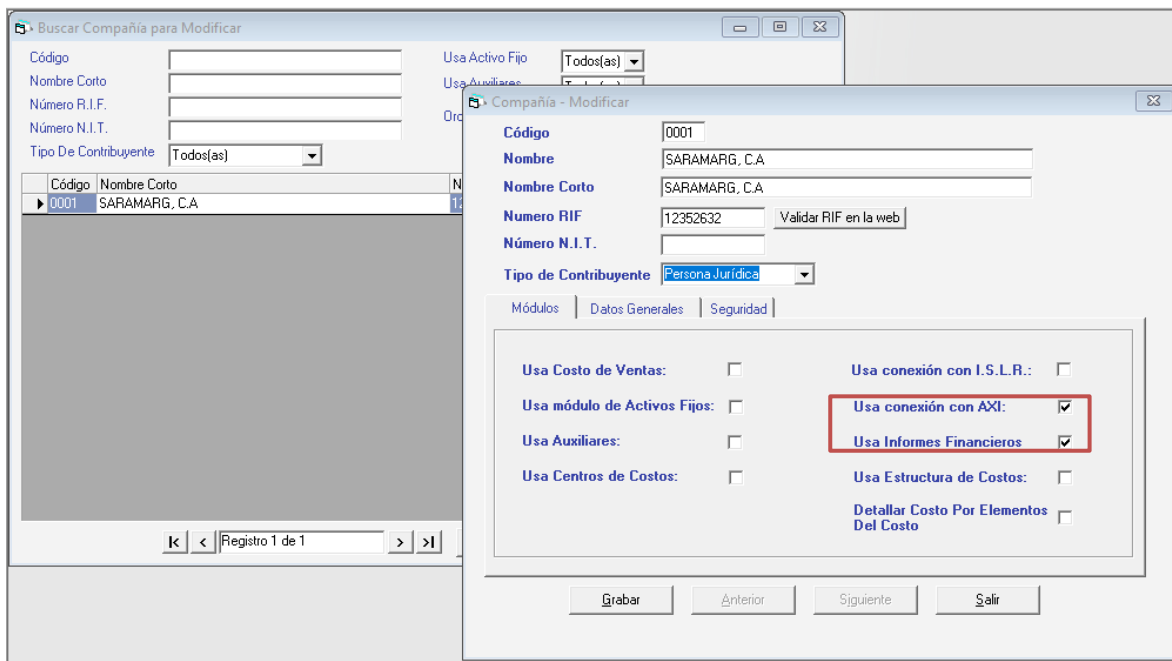 Buscar Compañía para Modificar
Código
Nombre Corto
Número R.I.F.
Número N.I.T.
Tipo De Contribuyente Todos(as)
Usa Activo Fijo Todos(as)
Código Nombre Corto
0001 SARAMARG, C.A
Registro 1 de 1
Compañía - Modificar
Código 0001
Nombre SARAMARG, C.A
Nombre Corto SARAMARG, C.A
Numero RIF 12352632 Validar RIF en la web
Número N.I.T.
Tipo de Contribuyente Persona Jurídica
Módulos Datos Generales Seguridad
Usa Costo de Ventas: Usa conexión con I.S.L.R.:
Usa módulo de Activos Fijos: Usa conexión con AXI:
Usa Auxiliares: Usa Informes Financieros
Usa Centros de Costos: Usa Estructura de Costos:
Detallar Costo Por Elementos
Del Costo
Grabar Anterior Siguiente Salir